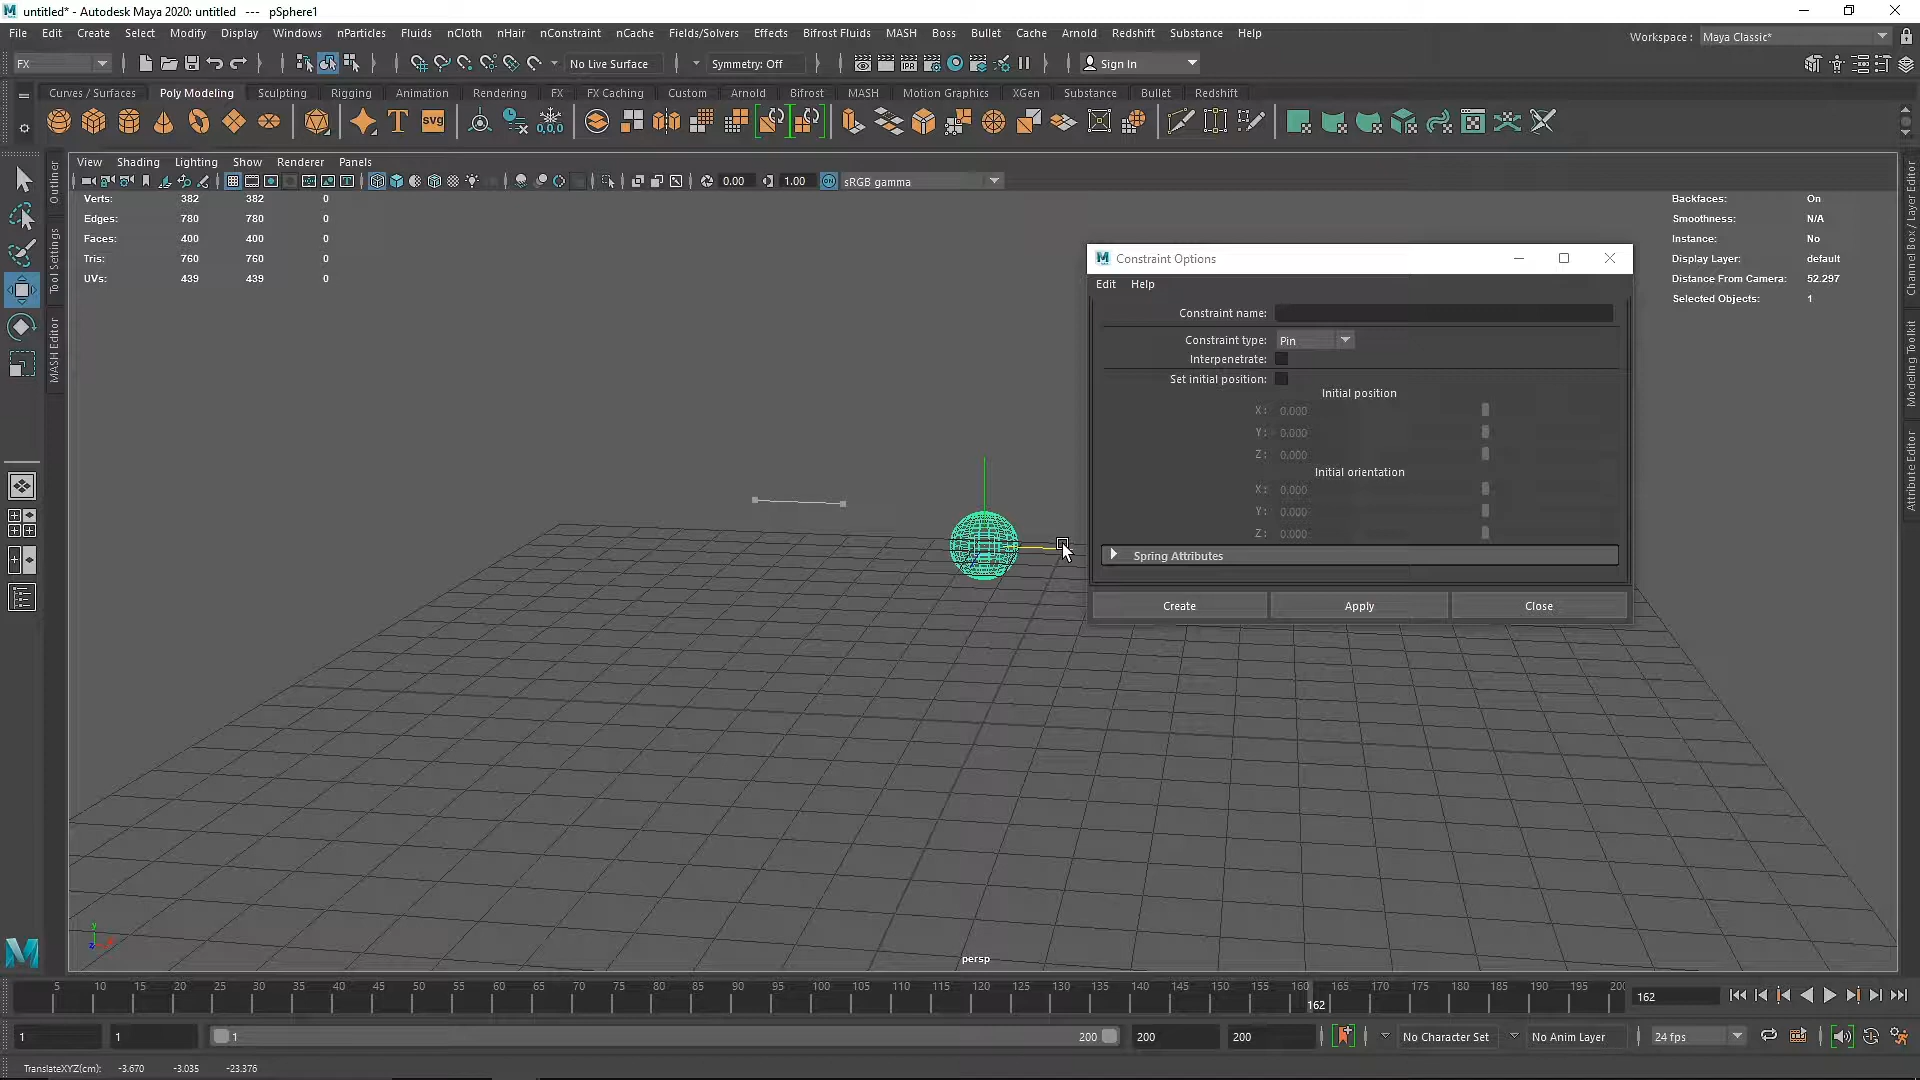 untitled* - Autodesk Maya 2020: untitled --- pSphere1
File Edit Create Select Modify Display Windows nParticles Fluids nCloth nHair nConstraint nCache Fields/Solvers Effects Bifrost Fluids MASH Boss Bullet Cache Arnold Redshift Substance Help
Workspace : Maya Classic*
FX No Live Surface Symmetry: Off Sign In
Curves / Surfaces Poly Modeling Sculpting Rigging Animation Rendering FX FX Caching Custom Arnold Bifrost MASH Motion Graphics XGen Substance Bullet Redshift
T svg 0,0,0
View Shading Lighting Show Renderer Panels
0.00 1.00 ON sRGB gamma
Outliner
Tool Settings
MASH Editor
Verts: 382 382 0
Edges: 780 780 0
Faces: 400 400 0
Tris: 760 760 0
UVs: 439 439 0
Backfaces: On
Smoothness: N/A
Instance: No
Display Layer: default
Distance From Camera: 52.297
Selected Objects: 1
Channel Box / Layer Editor
Modeling Toolkit
Attribute Editor
Constraint Options
Edit Help
Constraint name:
Constraint type: Pin
Interpenetrate:
Set initial position:
Initial position
X: 0.000
Y: 0.000
Z: 0.000
Initial orientation
X: 0.000
Y: 0.000
Z: 0.000
Spring Attributes
Create Apply Close
y
z
persp
5 10 15 20 25 30 35 40 45 50 55 60 65 70 75 80 85 90 95 100 105 110 115 120 125 130 135 140 145 150 155 160 165 170 175 180 185 190 195 200
162
162
1 1 1 200 200 200 No Character Set No Anim Layer 24 fps
TranslateXYZ(cm): -3.670 -3.035 -23.376